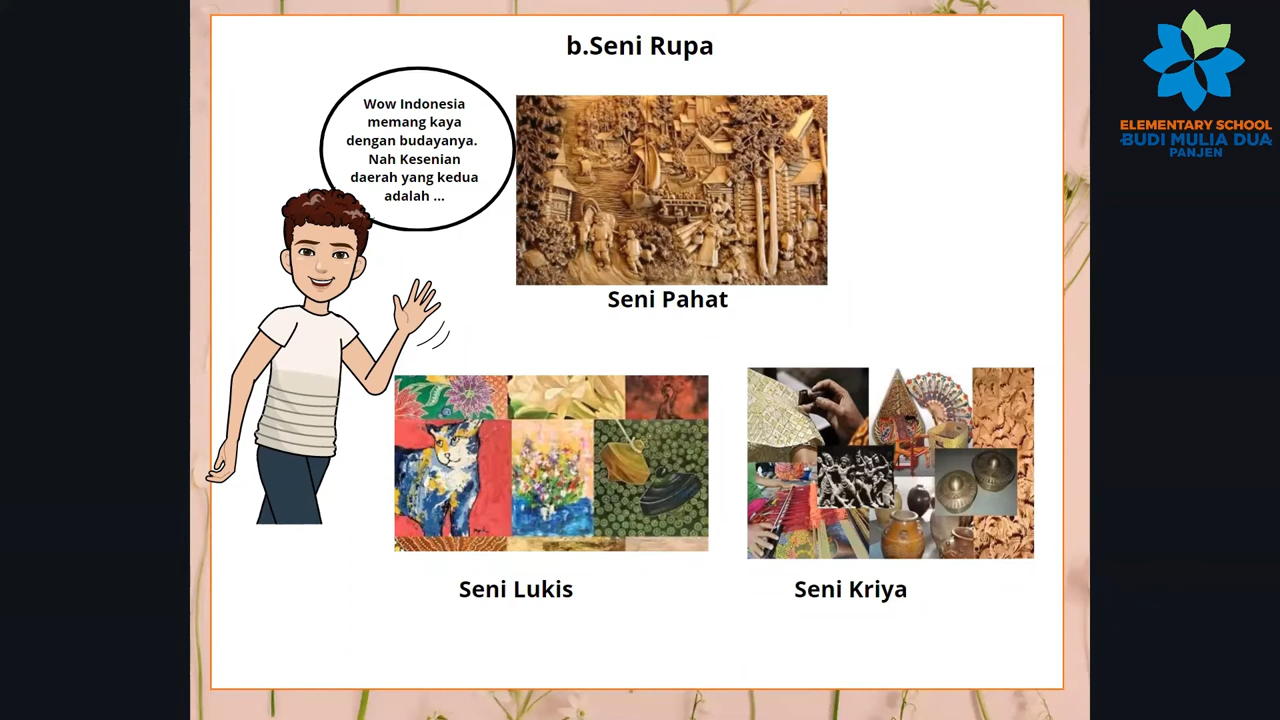 b.Seni Rupa
Wow Indonesia
memang kaya
dengan budayanya.
Nah Kesenian
daerah yang kedua
adalah ...
Seni Pahat
Seni Lukis
Seni Kriya
ELEMENTARY SCHOOL
BUDI MULIA DUA
PANJEN